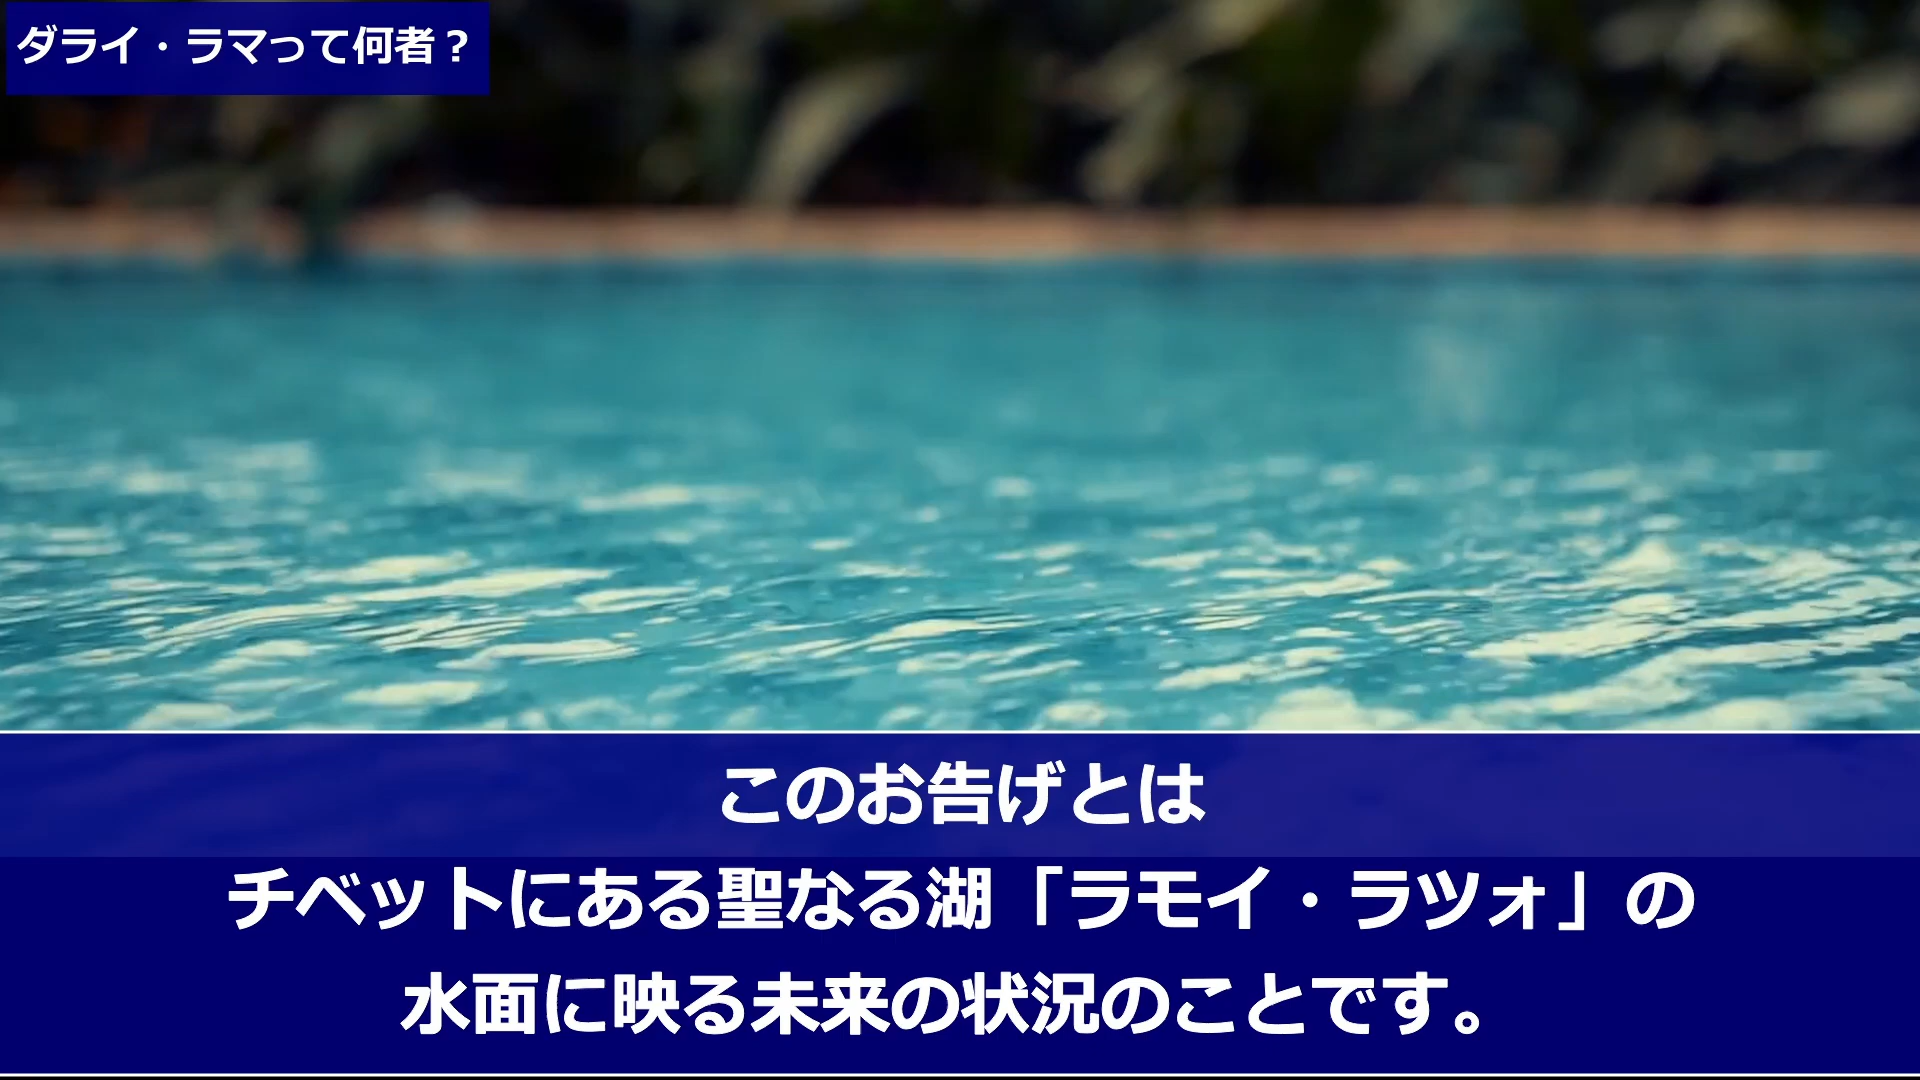 ダライ・ラマって何者？
このお告げとは
チベットにある聖なる湖「ラモイ・ラツォ」の
水面に映る未来の状況のことです。